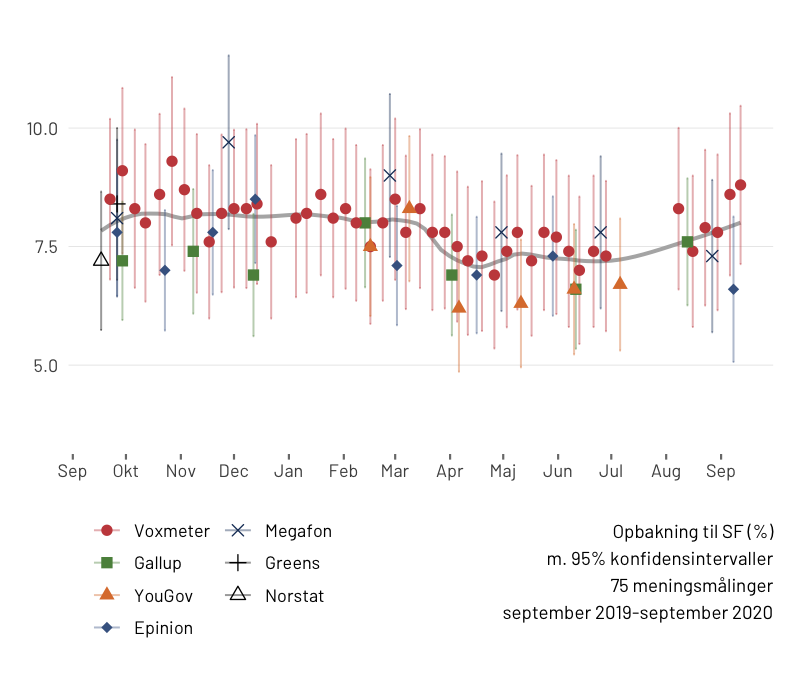 10.0
7.5
5.0
Sep Okt Nov Dec Jan Feb Mar Apr Maj Jun Jul Aug Sep
Voxmeter Megafon
Gallup Greens
YouGov Norstat
Epinion
Opbakning til SF (%)
m. 95% konfidensintervaller
75 meningsmålinger
september 2019-september 2020